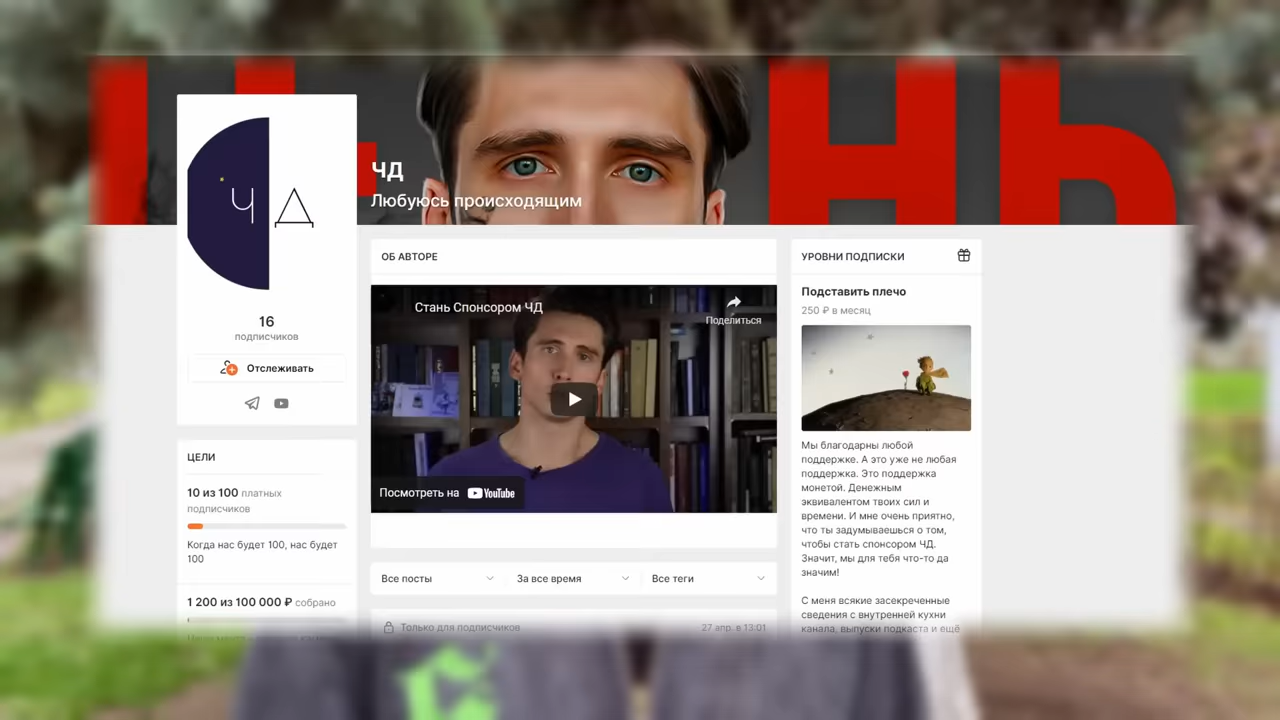 НЬ
ЧД
ЧД
Любуюсь происходящим
16
подписчиков
Отслеживать
ЦЕЛИ
10 из 100 платных
подписчиков
Когда нас будет 100, нас будет
100
1 200 из 100 000 ₽ собрано
ОБ АВТОРЕ
Стань Спонсором ЧД
Поделиться
Посмотреть на YouTube
Все посты
За все время
Все теги
Только для подписчиков
27 апр. в 13:01
УРОВНИ ПОДПИСКИ
Подставить плечо
250 ₽ в месяц
Мы благодарны любой
поддержке. А это уже не любая
поддержка. Это поддержка
монетой. Денежным
эквивалентом твоих сил и
времени. И мне очень приятно,
что ты задумываешься о том,
чтобы стать спонсором ЧД.
Значит, мы для тебя что-то да
значим!
С меня всякие засекреченные
сведения с внутренней кухни
канала, выпуски подкаста и ещё